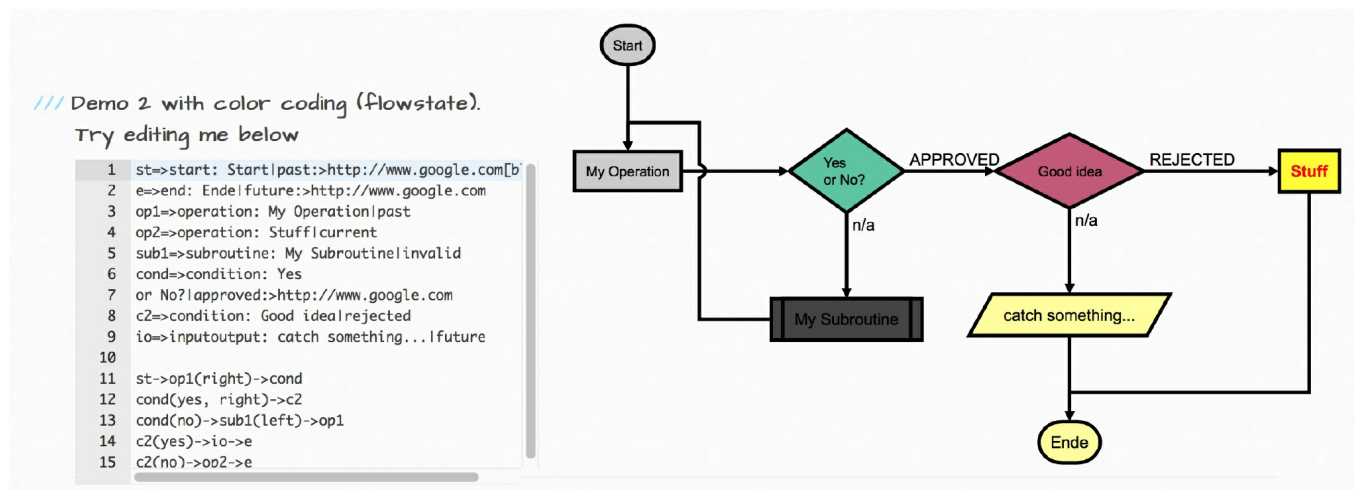 /// Demo 2 with color coding (flowstate).
Try editing me below
1 st=>start: Start|past:>http://www.google.com[b
2 e=>end: Ende|future:>http://www.google.com
3 op1=>operation: My Operation|past
4 op2=>operation: Stuff|current
5 sub1=>subroutine: My Subroutine|invalid
6 cond=>condition: Yes
7 or No?|approved:>http://www.google.com
8 c2=>condition: Good idea|rejected
9 io=>inputoutput: catch something...|future
10
11 st->op1(right)->cond
12 cond(yes, right)->c2
13 cond(no)->sub1(left)->op1
14 c2(yes)->io->e
15 c2(no)->op2->e
Start
My Operation
Yes
or No?
APPROVED
Good idea
REJECTED
Stuff
n/a
n/a
My Subroutine
catch something...
Ende